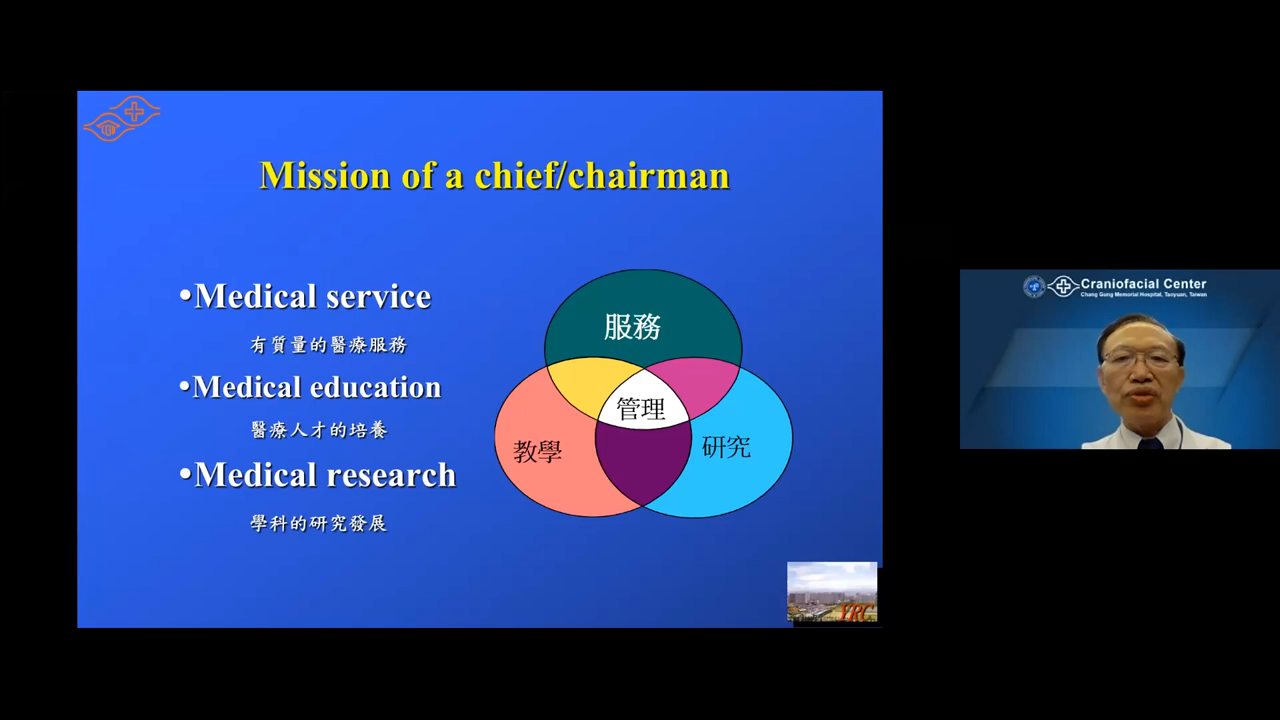 Mission of a chief/chairman
•Medical service
有質量的醫療服務
•Medical education
醫療人才的培養
•Medical research
學科的研究發展
服務
管理
教學
研究
YRC
Craniofacial Center
Chang Gung Memorial Hospital, Taoyuan, Taiwan